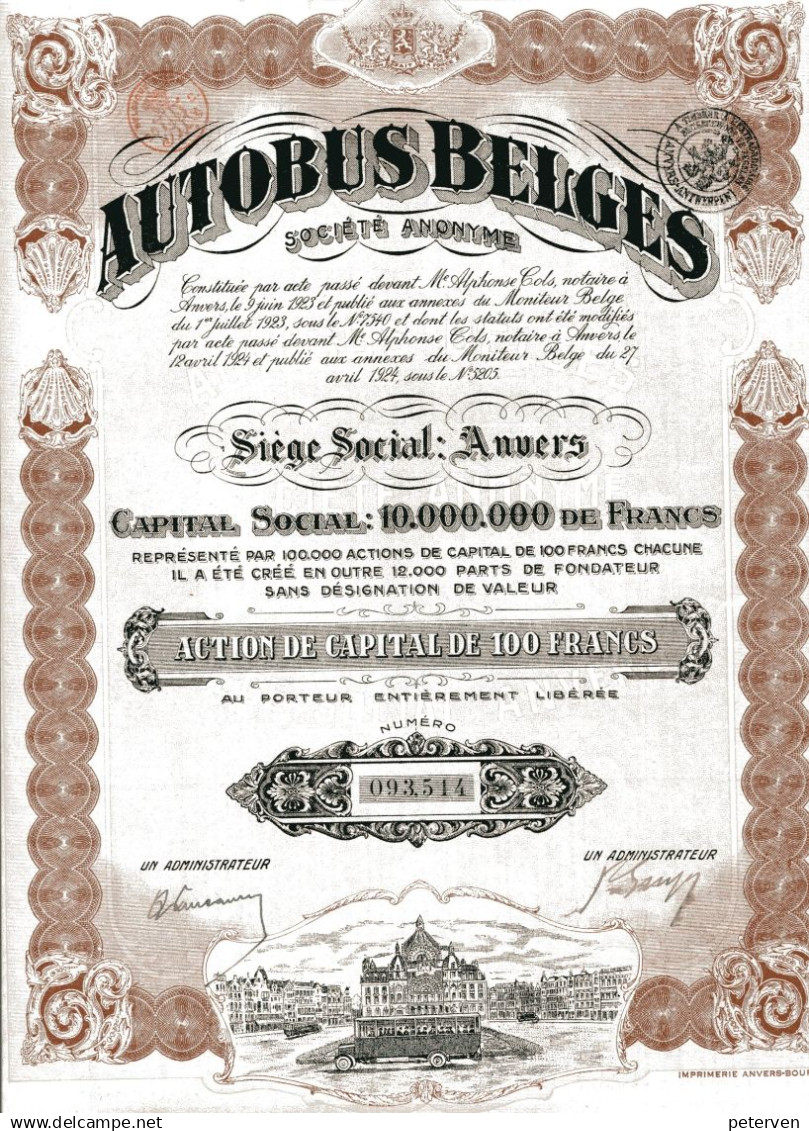 AUTOBUS BELGES
SOCIÉTÉ ANONYME
Constituée par acte passé devant Me Alphonse Cols, notaire à
Anvers, le 9 juin 1923 et publié aux annexes du Moniteur Belge
du 1er juillet 1923, sous le No 7540 et dont les statuts ont été modifiés
par acte passé devant Me Alphonse Cols, notaire à Anvers, le
12 avril 1924 et publié aux annexes du Moniteur Belge du 27
avril 1924, sous le No 5205.
Siége Social: Anvers
CAPITAL SOCIAL: 10.000.000 DE FRANCS
REPRÉSENTÉ PAR 100.000 ACTIONS DE CAPITAL DE 100 FRANCS CHACUNE
IL A ÉTÉ CRÉÉ EN OUTRE 12.000 PARTS DE FONDATEUR
SANS DÉSIGNATION DE VALEUR
ACTION DE CAPITAL DE 100 FRANCS
AU PORTEUR ENTIÈREMENT LIBÉRÉE
NUMÉRO
093,514
UN ADMINISTRATEUR
UN ADMINISTRATEUR
IMPRIMERIE ANVERS-BOU
delcampe.net
peterven